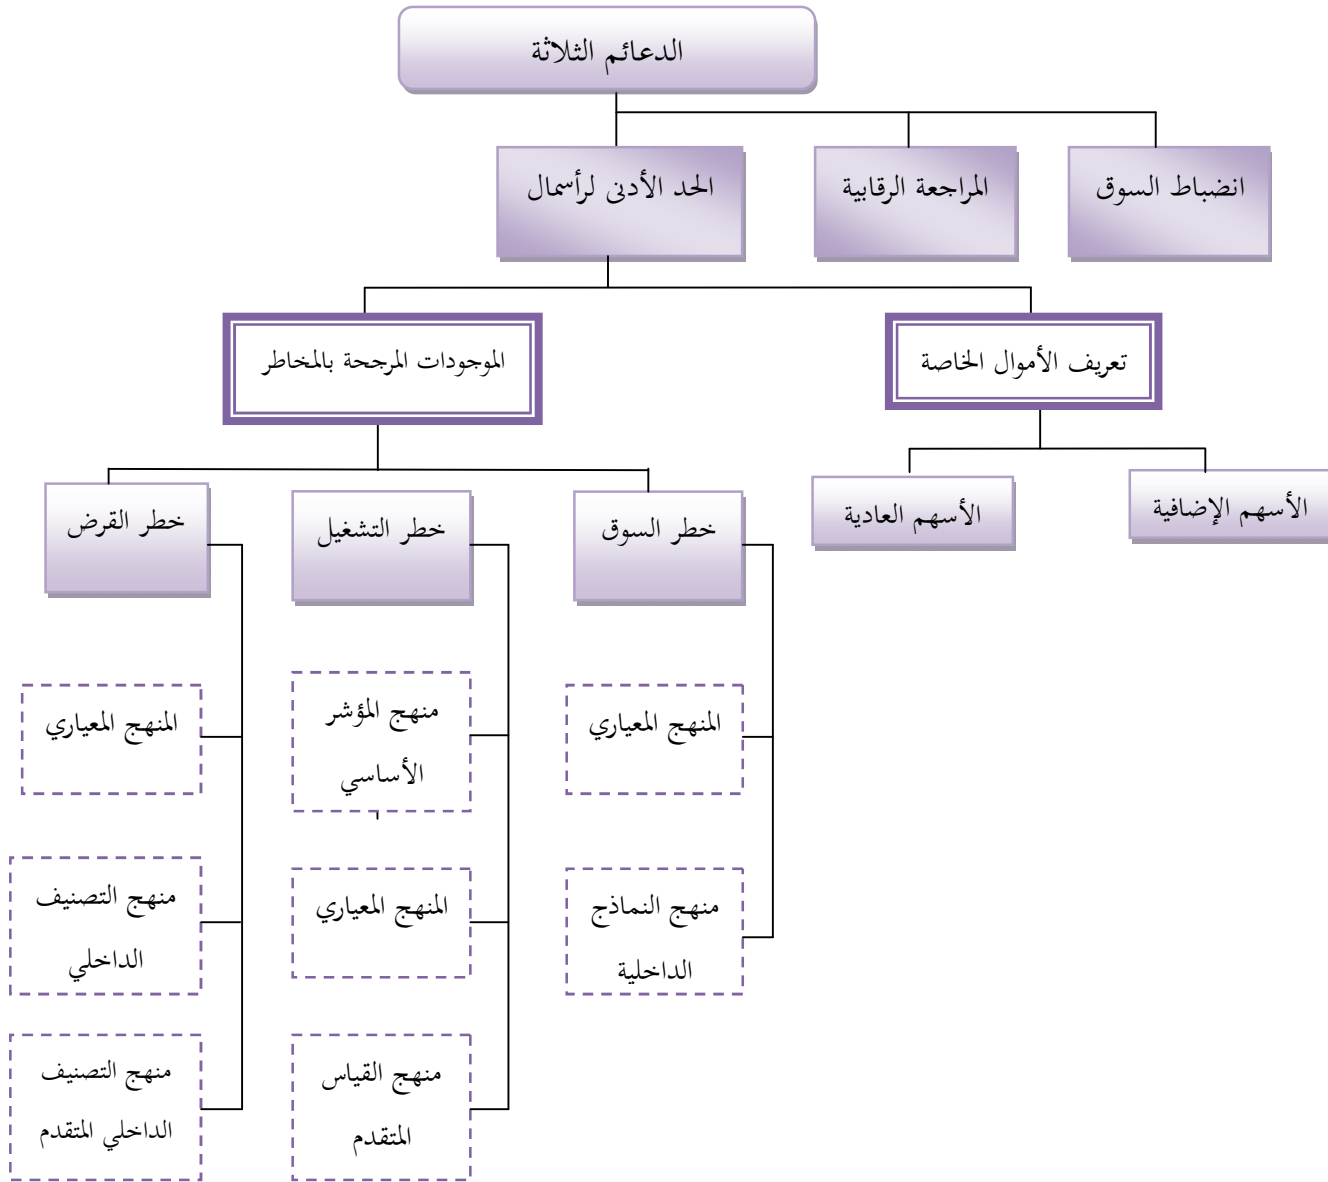 الدعائم الثلاثة
انضباط السوق
المراجعة الرقابية
الحد الأدنى لرأسمال
تعريف الأموال الخاصة
الموجودات المرجحة بالمخاطر
الأسهم الإضافية
الأسهم العادية
خطر السوق
خطر التشغيل
خطر القرض
المنهج المعياري
منهج النماذج
الداخلية
منهج المؤشر
الأساسي
المنهج المعياري
منهج القياس
المتقدم
المنهج المعياري
منهج التصنيف
الداخلي
منهج التصنيف
الداخلي المتقدم